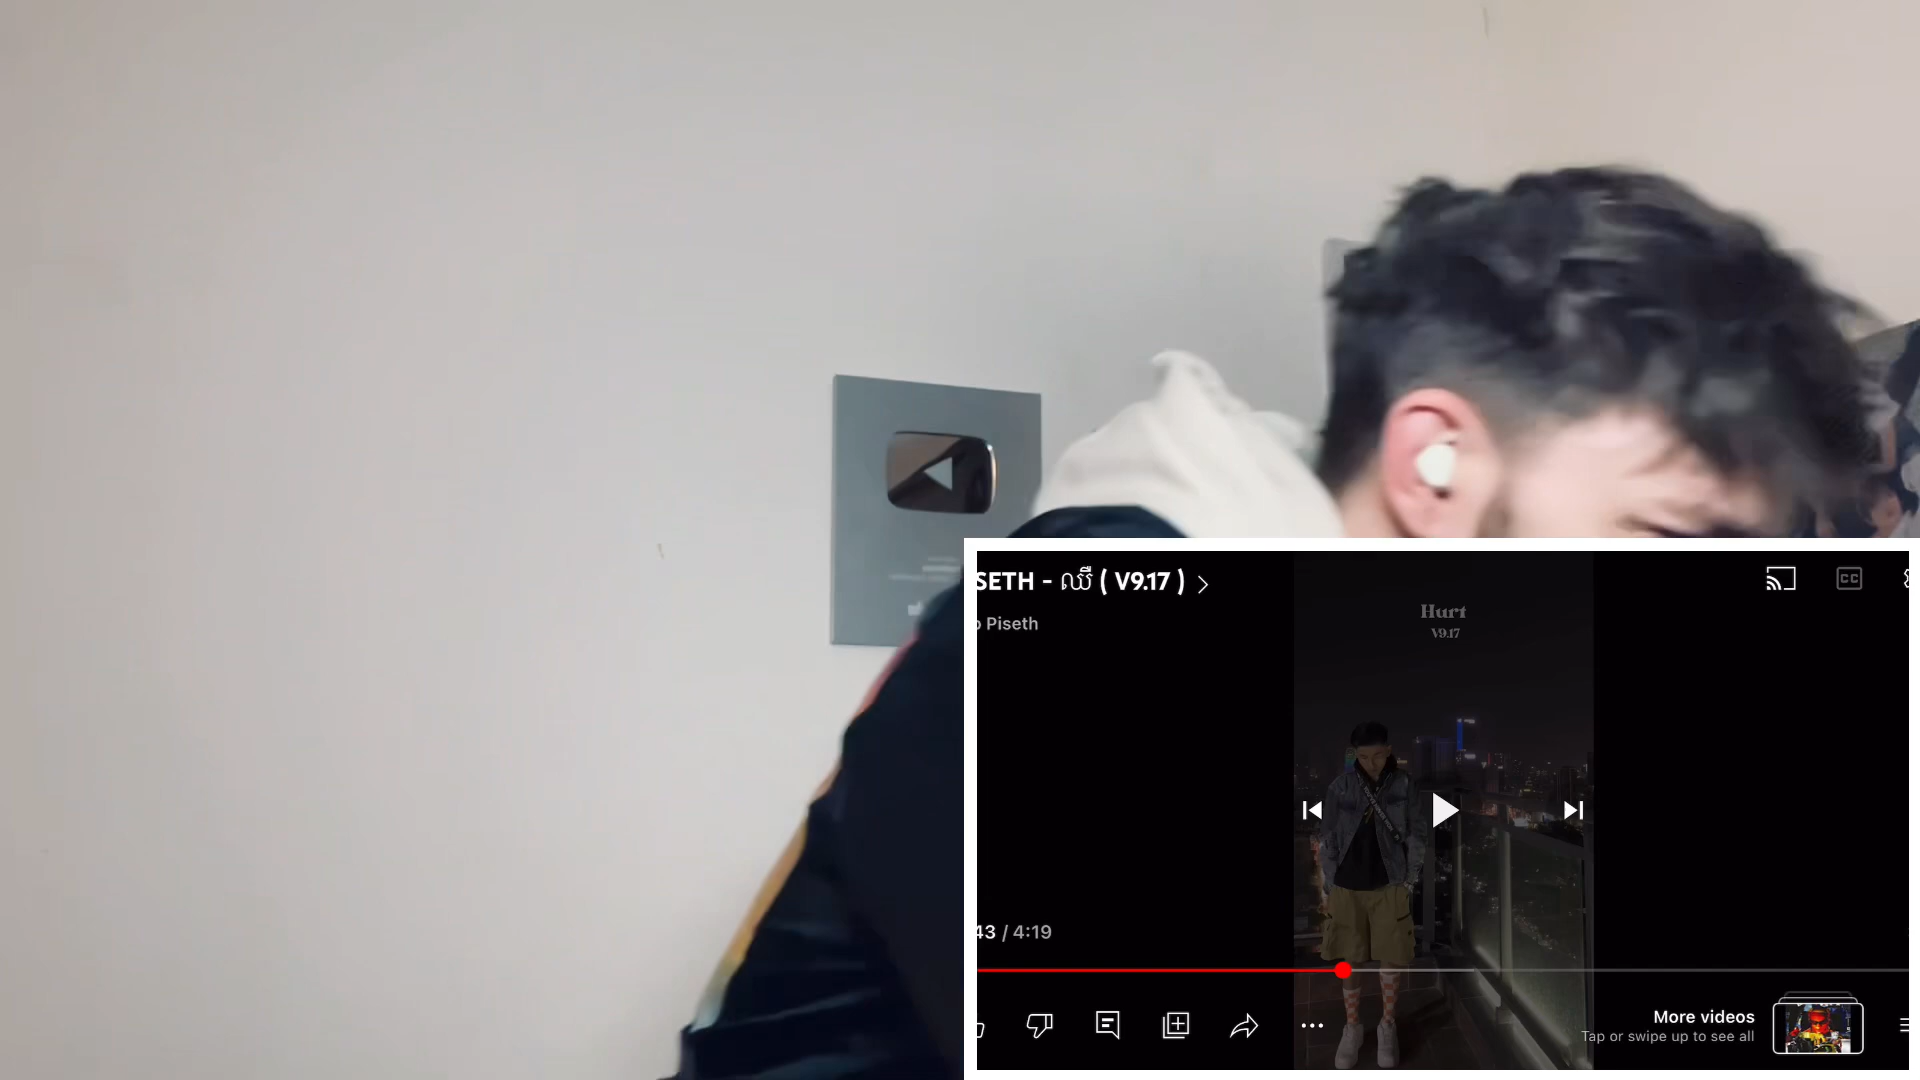 SETH - ឈឺ ( V9.17 )
Piseth
Hurt
V9.17
43 / 4:19
CC
More videos
Tap or swipe up to see all